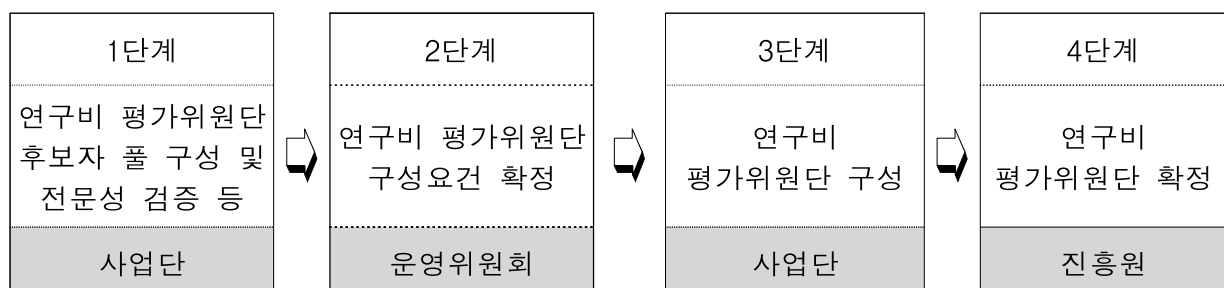 1단계
연구비 평가위원단
후보자 풀 구성 및
전문성 검증 등
사업단
2단계
연구비 평가위원단
구성요건 확정
운영위원회
3단계
연구비
평가위원단 구성
사업단
4단계
연구비
평가위원단 확정
진흥원